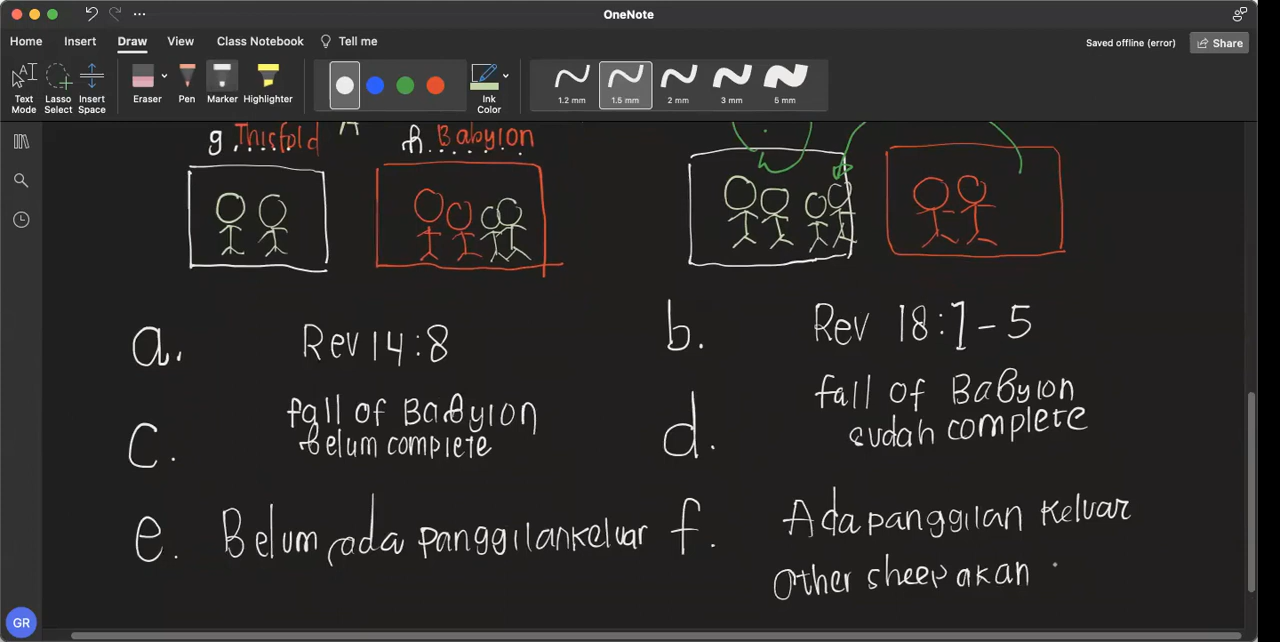 OneNote
Home Insert Draw View Class Notebook Tell me
Saved offline (error) Share
Text Mode
Lasso Select
Insert Space
Eraser
Pen
Marker
Highlighter
Ink Color
1.2 mm
1.5 mm
2 mm
3 mm
5 mm
g. Thisfold
h. Babylon
a. Rev 14:8
b. Rev 18:1-5
c. fall of Babylon
belum complete
d. fall of Babylon
sudah complete
e. Belum ada panggilan keluar
f. Ada panggilan keluar
Other sheep akan
GR